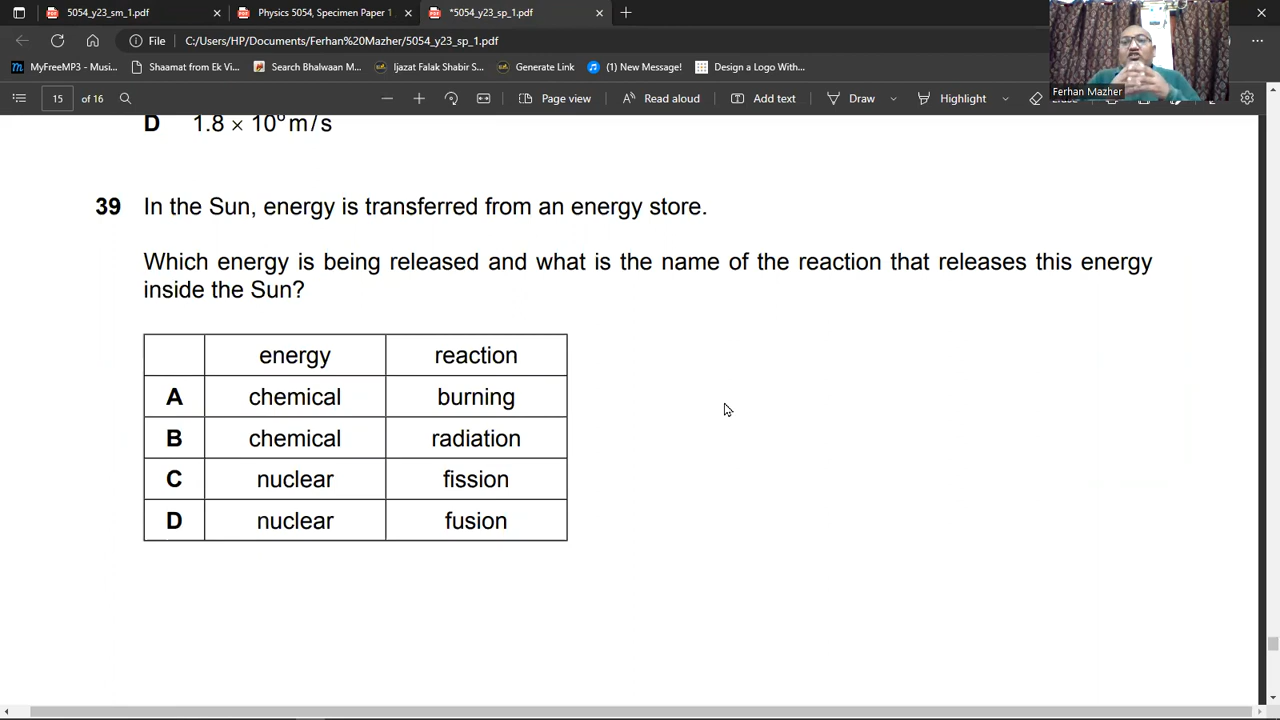 5054_y23_sm_1.pdf
Physics 5054, Specimen Paper 1
*5054_y23_sp_1.pdf
File
C:/Users/HP/Documents/Ferhan%20Mazher/5054_y23_sp_1.pdf
MyFreeMP3 - Musi...
Shaamat from Ek Vi...
Search Bhalwaan M...
Ijazat Falak Shabir S...
Generate Link
(1) New Message!
Design a Logo With...
15 of 16
Page view
Read aloud
Add text
Draw
Highlight
Ferhan Mazher
D 1.8 × 10⁸ m/s
39 In the Sun, energy is transferred from an energy store.
Which energy is being released and what is the name of the reaction that releases this energy
inside the Sun?
energy reaction
A chemical burning
B chemical radiation
C nuclear fission
D nuclear fusion